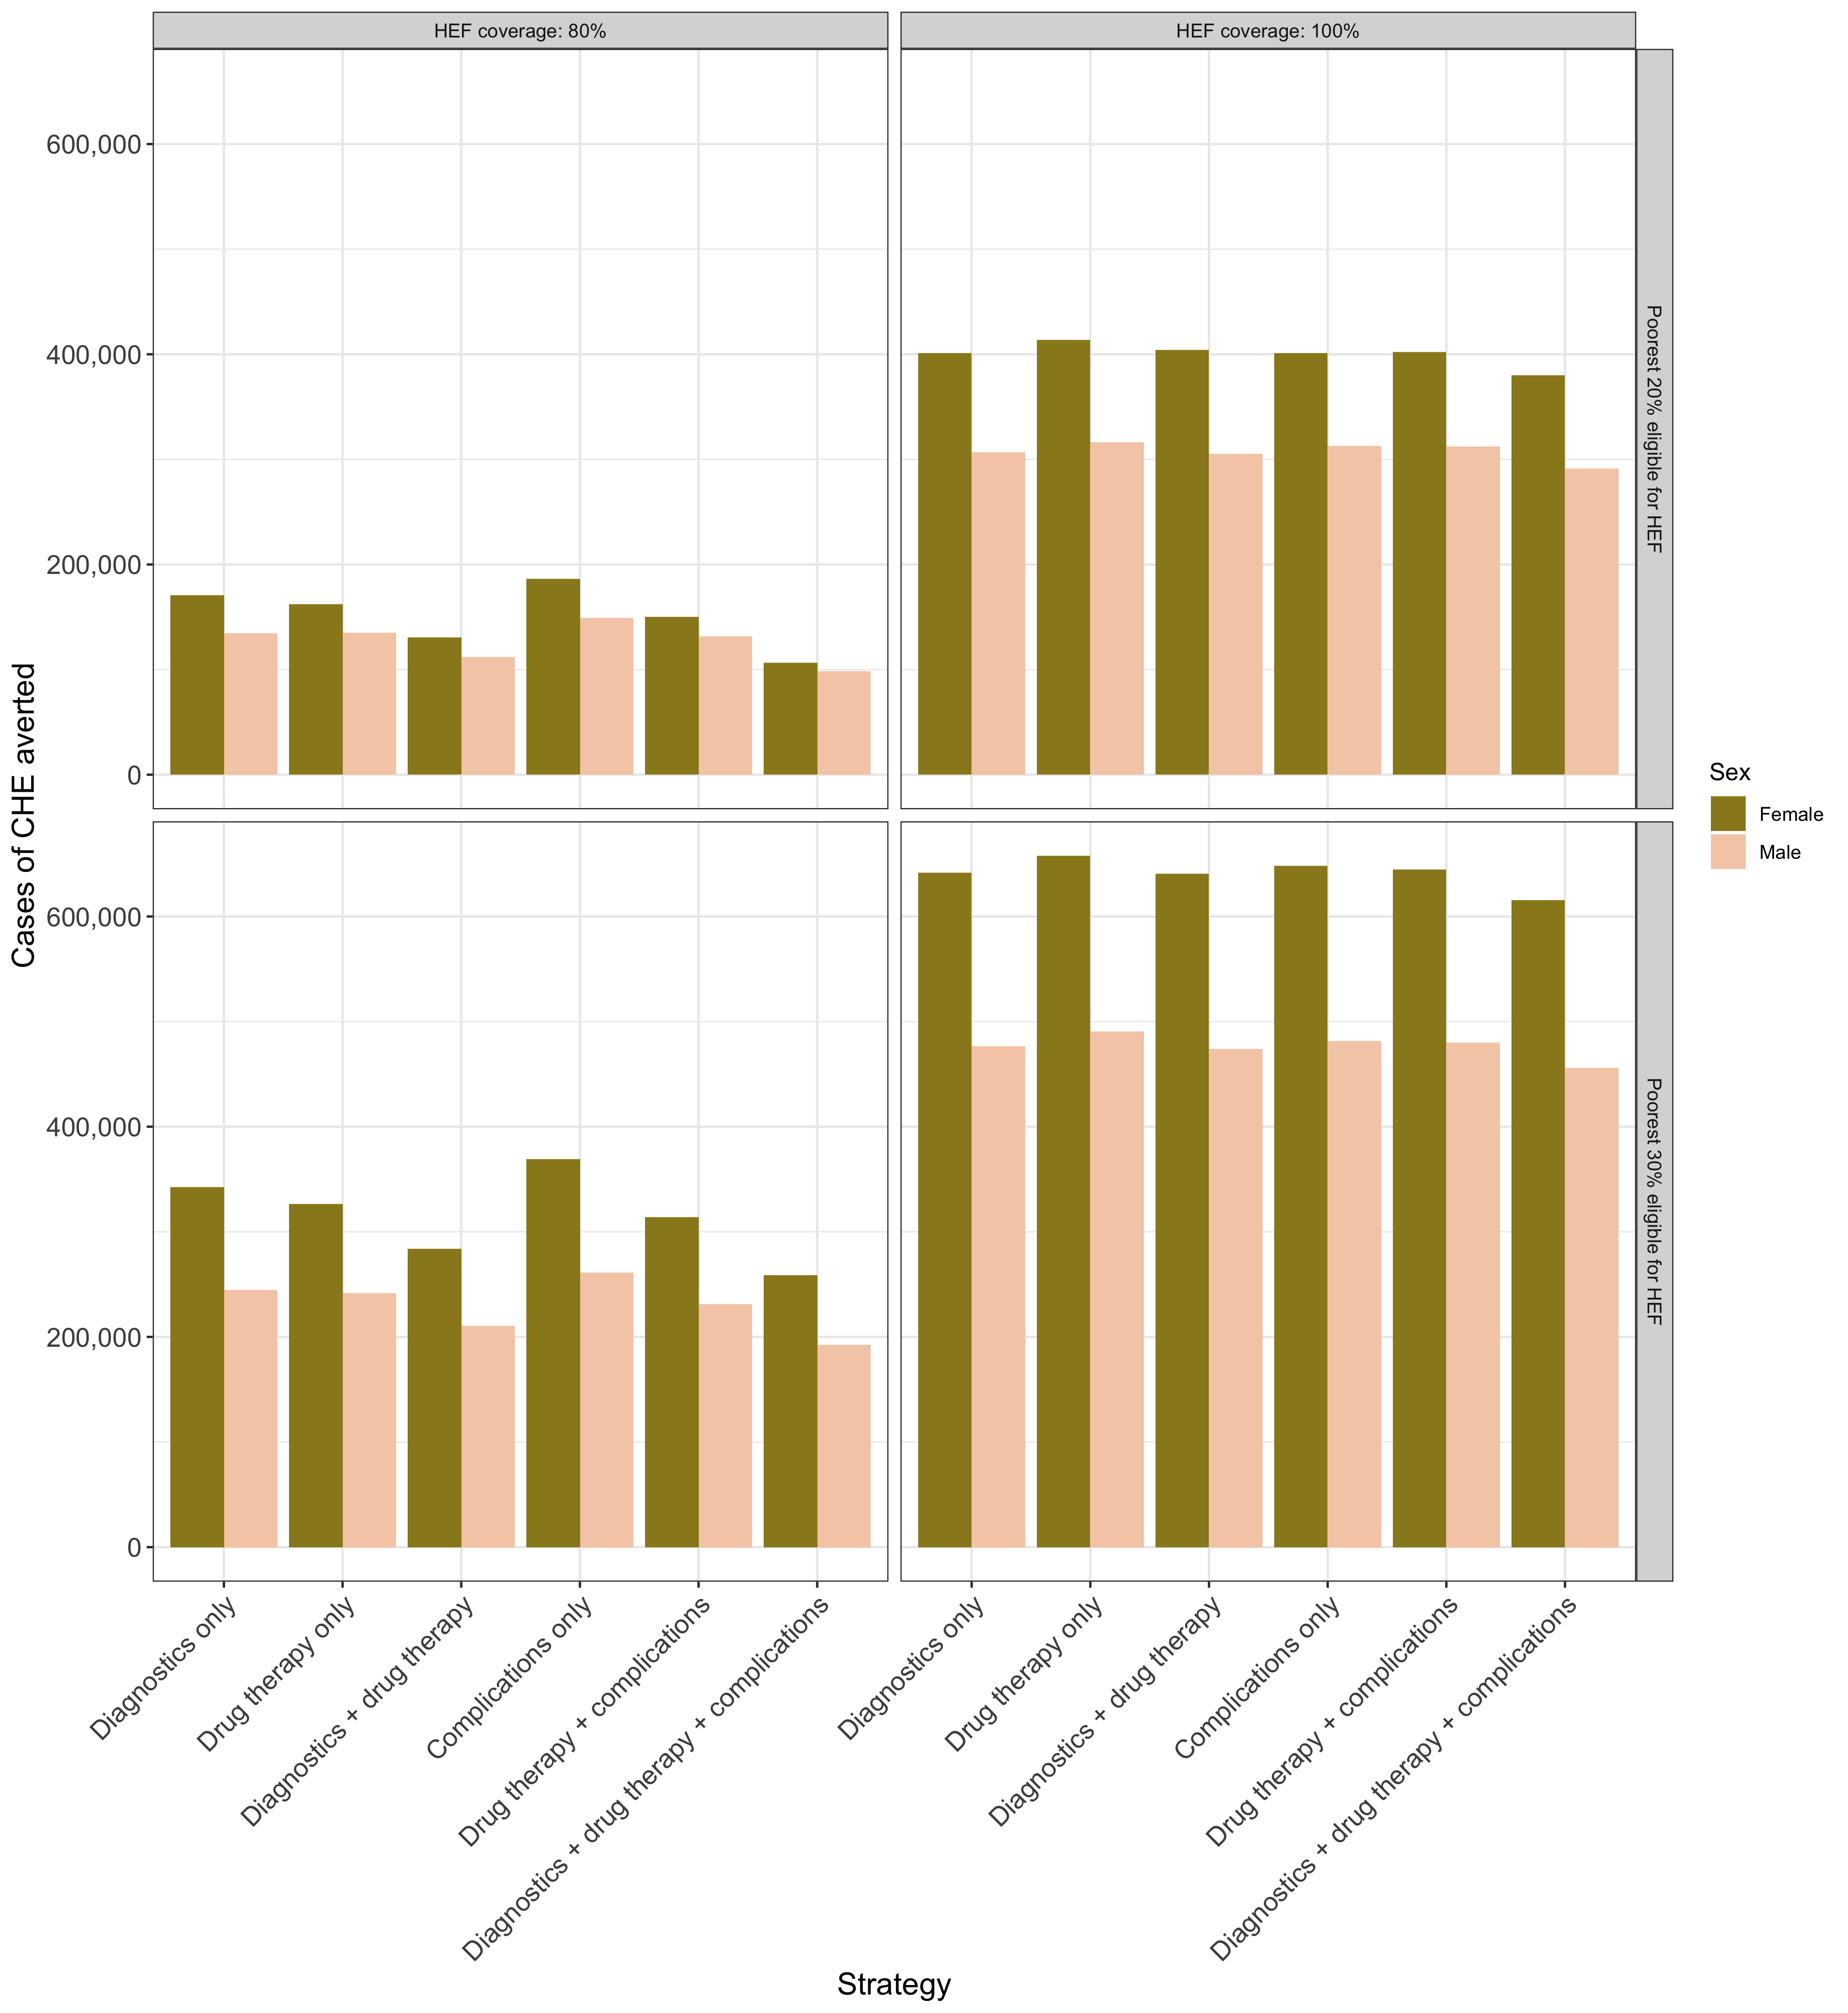 HEF coverage: 80%
HEF coverage: 100%
600,000
400,000
200,000
0
Poorest 20% eligible for HEF
Cases of CHE averted
Sex
Female
Male
600,000
400,000
200,000
0
Poorest 30% eligible for HEF
Diagnostics only
Drug therapy only
Diagnostics + drug therapy
Complications only
Drug therapy + complications
Diagnostics + drug therapy + complications
Diagnostics only
Drug therapy only
Diagnostics + drug therapy
Complications only
Drug therapy + complications
Diagnostics + drug therapy + complications
Strategy